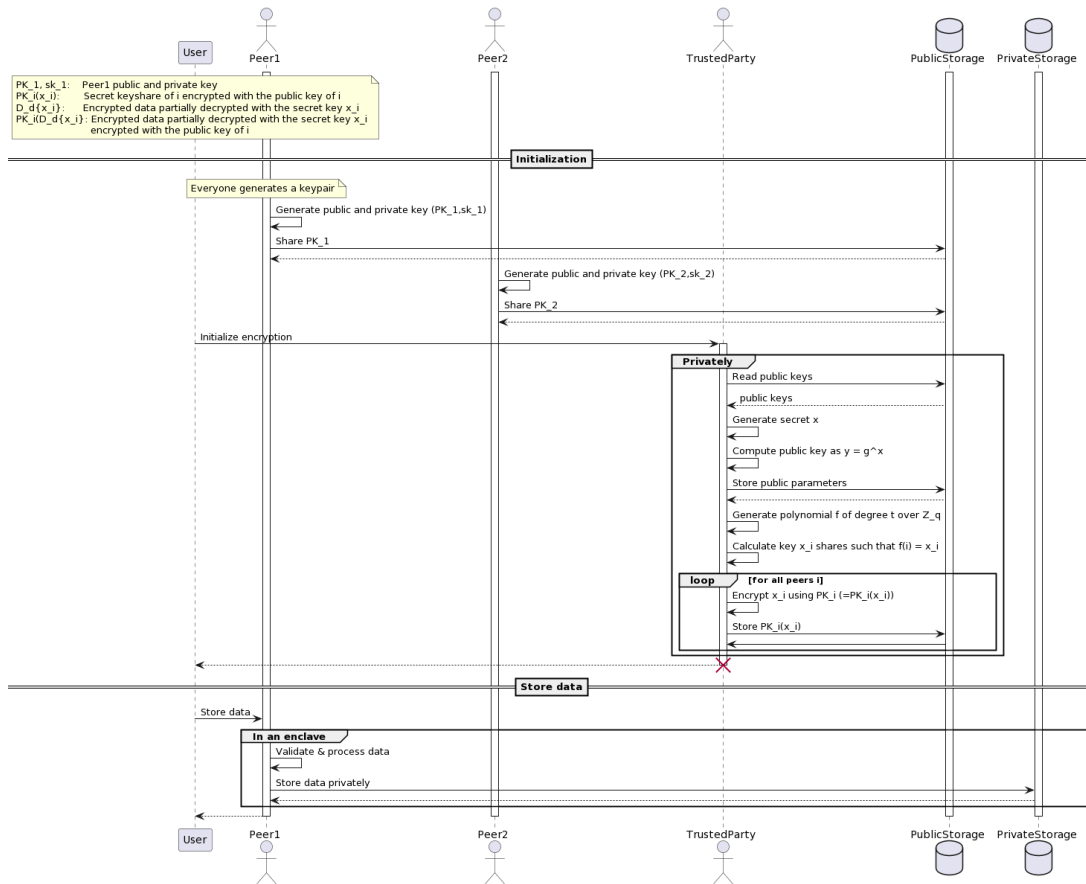 User
Peer1
Peer2
TrustedParty
PublicStorage
PrivateStorage
PK_1, sk_1: Peer1 public and private key
PK_i(x_i): Secret keyshare of i encrypted with the public key of i
D_d{x_i}: Encrypted data partially decrypted with the secret key x_i
PK_i(D_d{x_i}: Encrypted data partially decrypted with the secret key x_i
encrypted with the public key of i
Initialization
Everyone generates a keypair
Generate public and private key (PK_1,sk_1)
Share PK_1
Generate public and private key (PK_2,sk_2)
Share PK_2
Initialize encryption
Privately
Read public keys
public keys
Generate secret x
Compute public key as y = g^x
Store public parameters
Generate polynomial f of degree t over Z_q
Calculate key x_i shares such that f(i) = x_i
loop [for all peers i]
Encrypt x_i using PK_i (=PK_i(x_i))
Store PK_i(x_i)
Store data
Store data
In an enclave
Validate & process data
Store data privately
User
Peer1
Peer2
TrustedParty
PublicStorage
PrivateStorage